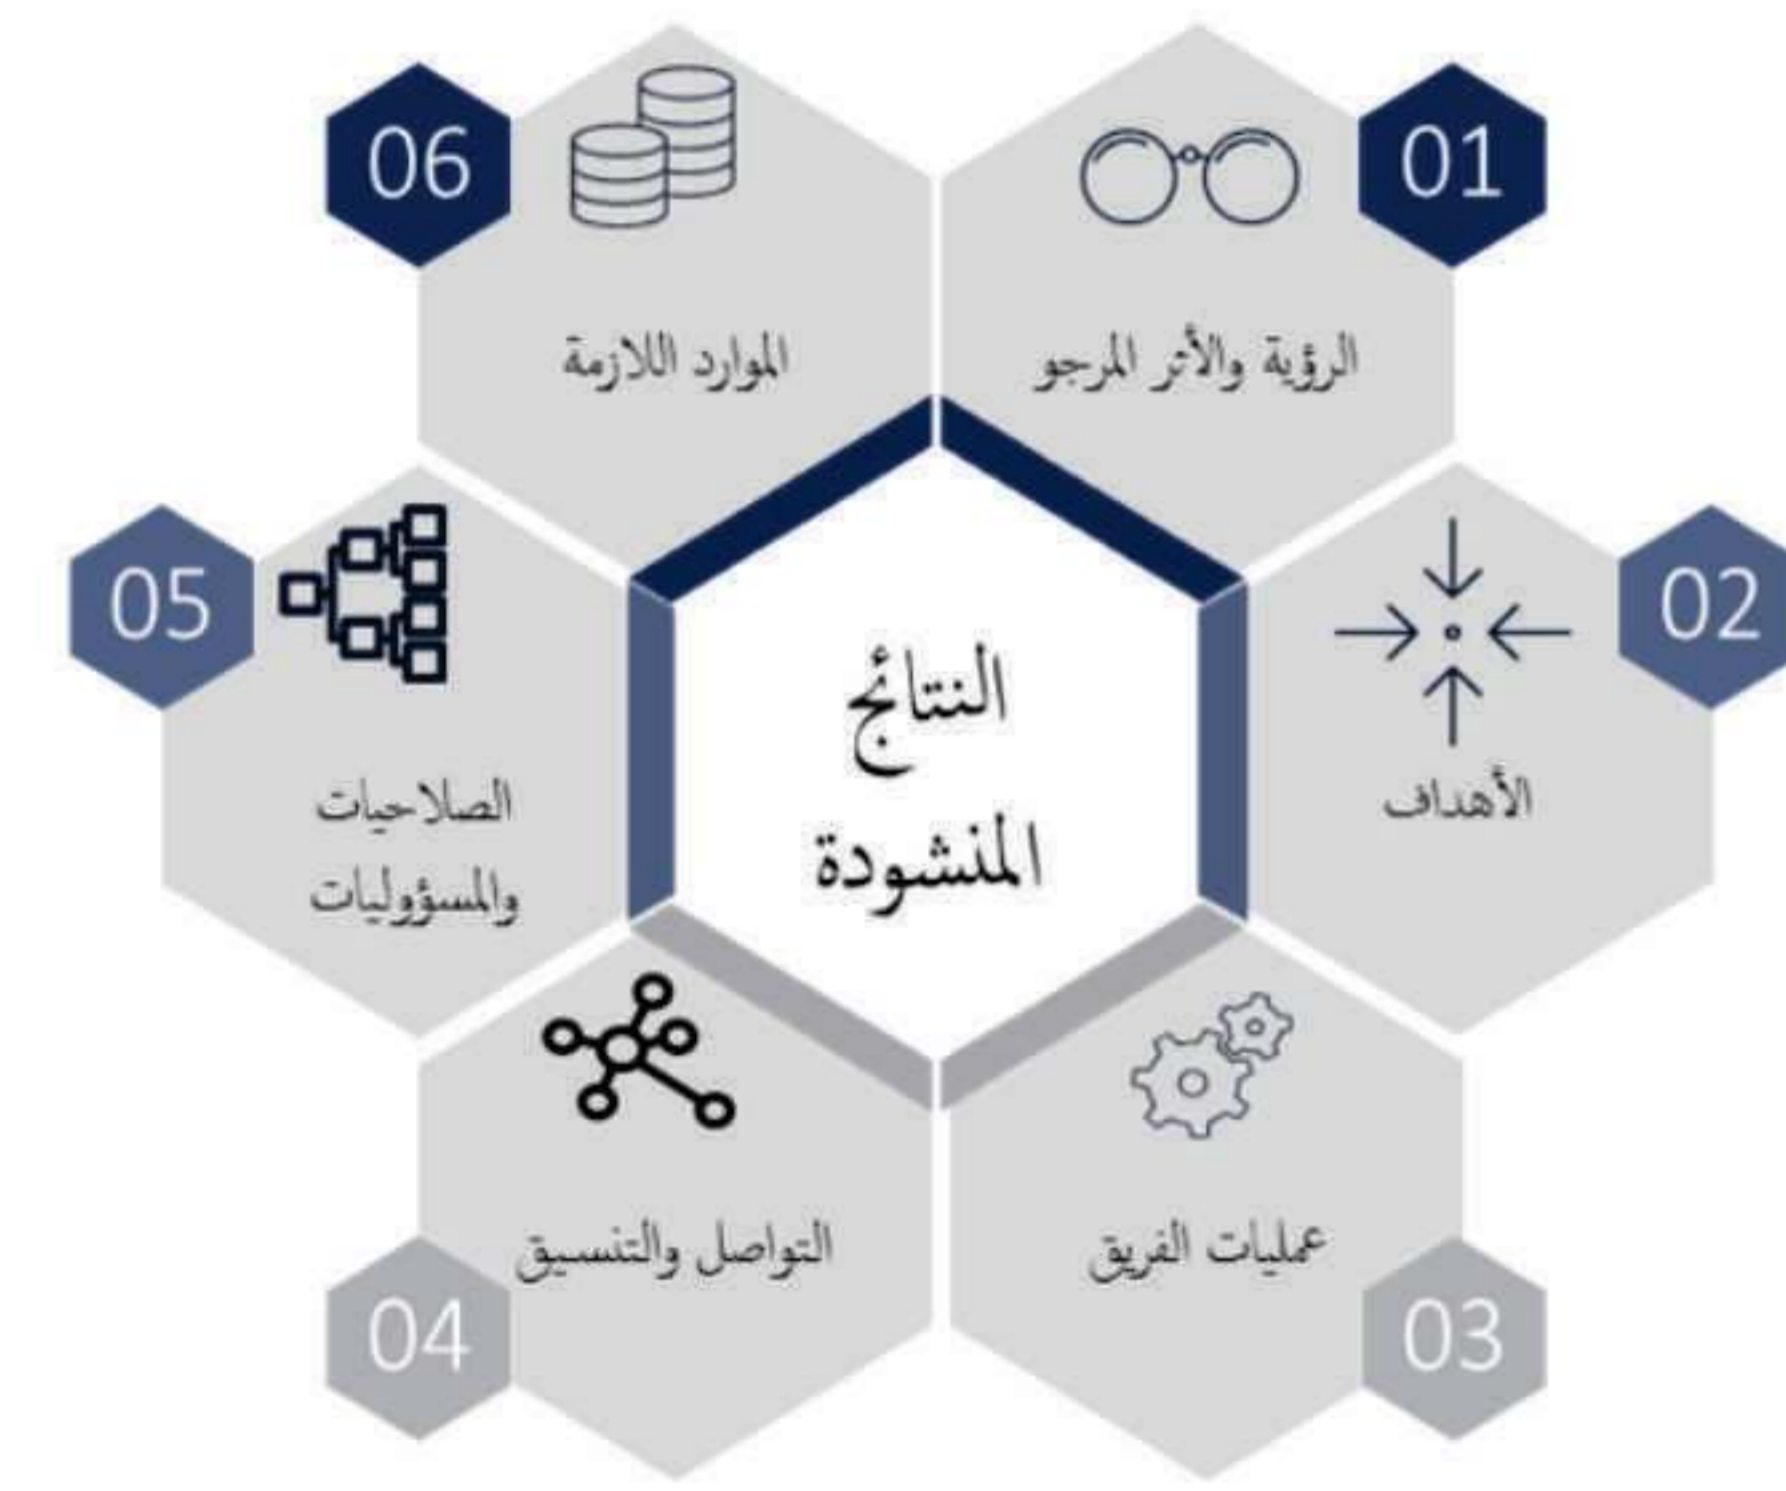 01
الرؤية والأثر المرجو
02
الأهداف
03
عمليات الفريق
04
التواصل والتنسيق
05
الصلاحيات
والمسؤوليات
06
الموارد اللازمة
النتائج
المنشودة